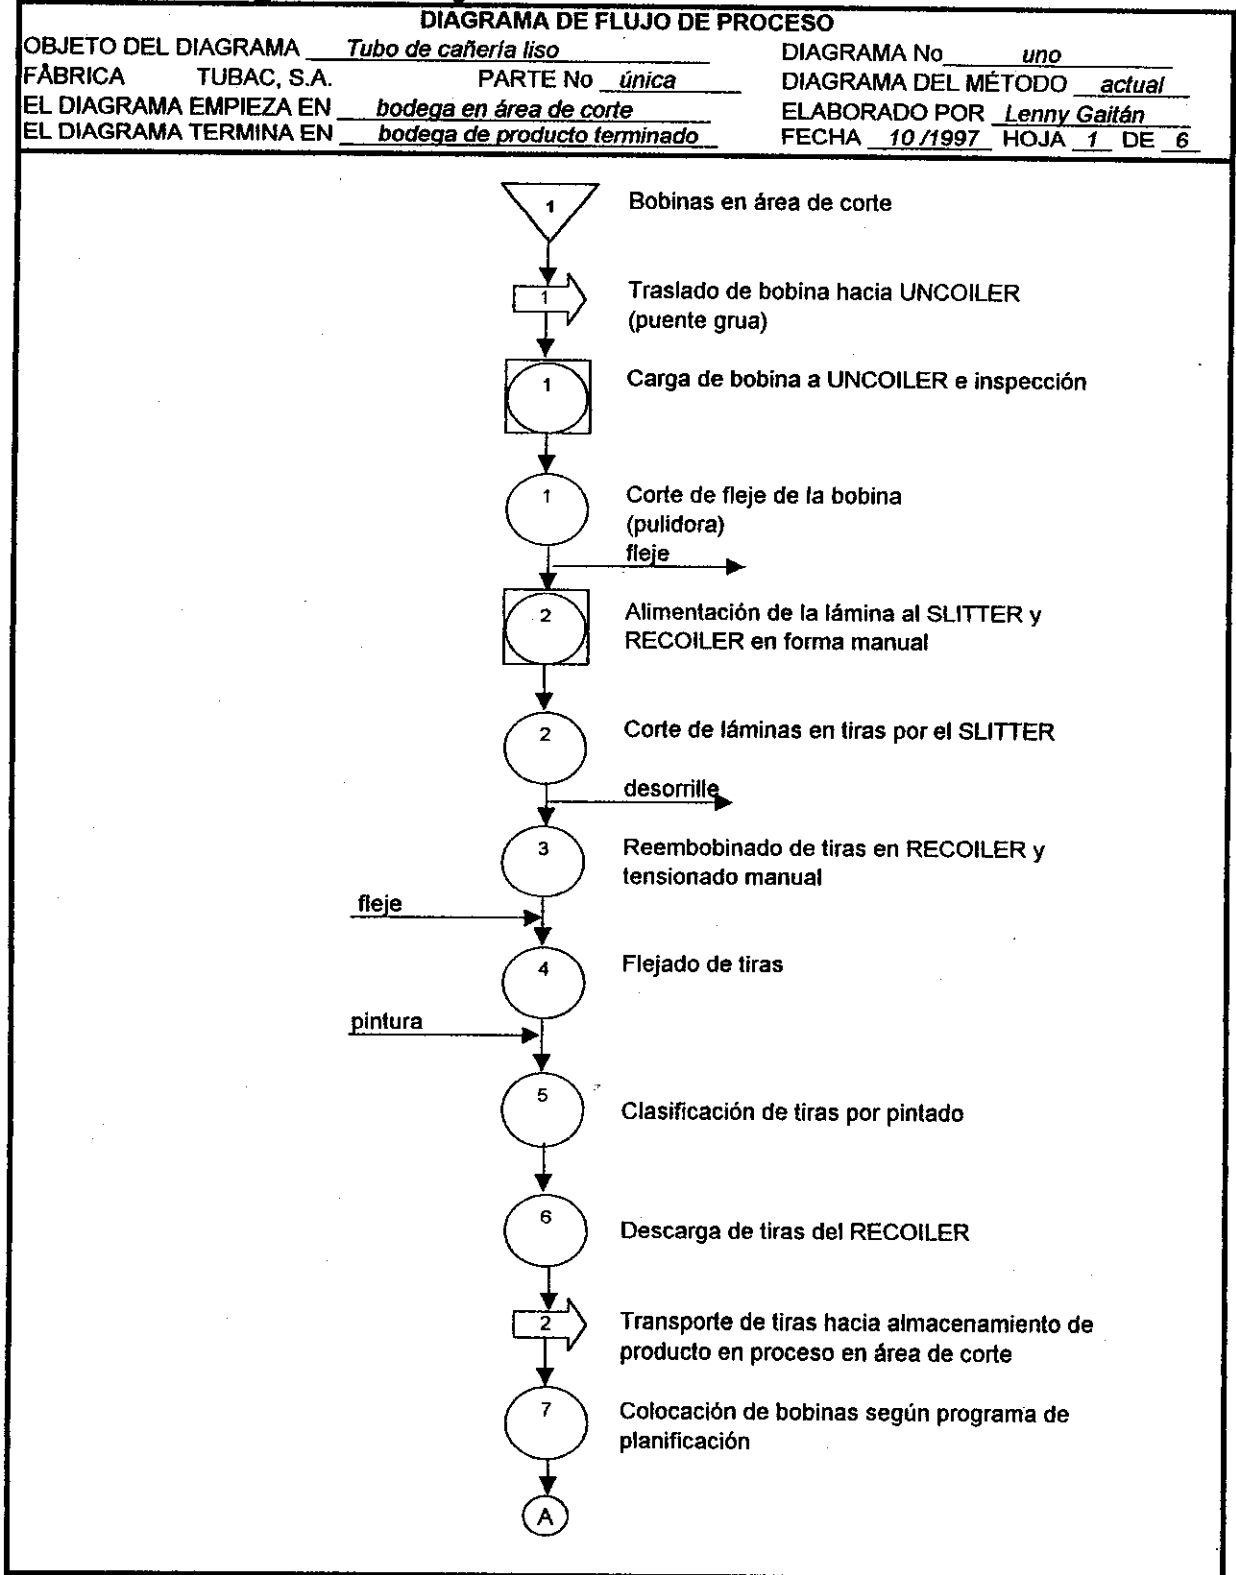 DIAGRAMA DE FLUJO DE PROCESO
OBJETO DEL DIAGRAMA Tubo de cañería liso DIAGRAMA No uno
FÁBRICA TUBAC, S.A. PARTE No única DIAGRAMA DEL MÉTODO actual
EL DIAGRAMA EMPIEZA EN bodega en área de corte ELABORADO POR Lenny Gaitán
EL DIAGRAMA TERMINA EN bodega de producto terminado FECHA 10/1997 HOJA 1 DE 6
1 Bobinas en área de corte
1 Traslado de bobina hacia UNCOILER
(puente grua)
1 Carga de bobina a UNCOILER e inspección
1 Corte de fleje de la bobina
(pulidora)
fleje
2 Alimentación de la lámina al SLITTER y
RECOILER en forma manual
2 Corte de láminas en tiras por el SLITTER
desorrille
3 Reembobinado de tiras en RECOILER y
tensionado manual
fleje
4 Flejado de tiras
pintura
5 Clasificación de tiras por pintado
6 Descarga de tiras del RECOILER
2 Transporte de tiras hacia almacenamiento de
producto en proceso en área de corte
7 Colocación de bobinas según programa de
planificación
A